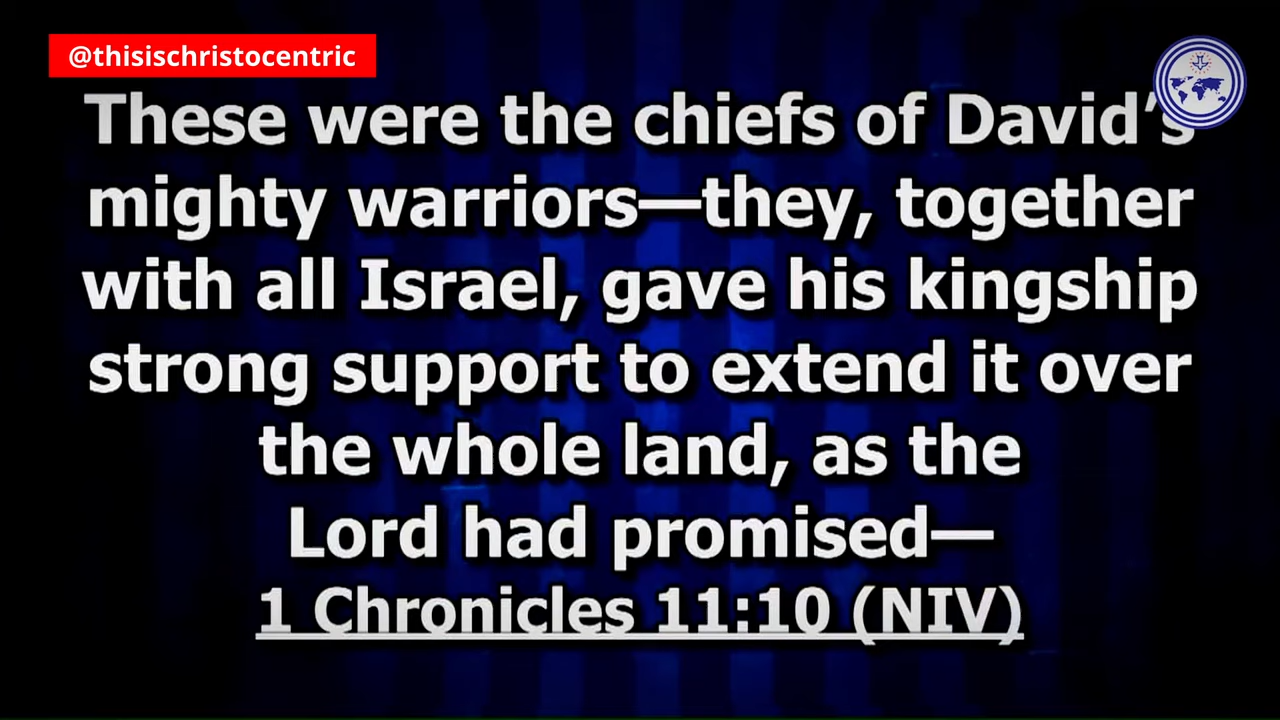 @thisischristocentric
These were the chiefs of David’s
mighty warriors—they, together
with all Israel, gave his kingship
strong support to extend it over
the whole land, as the
Lord had promised—
1 Chronicles 11:10 (NIV)